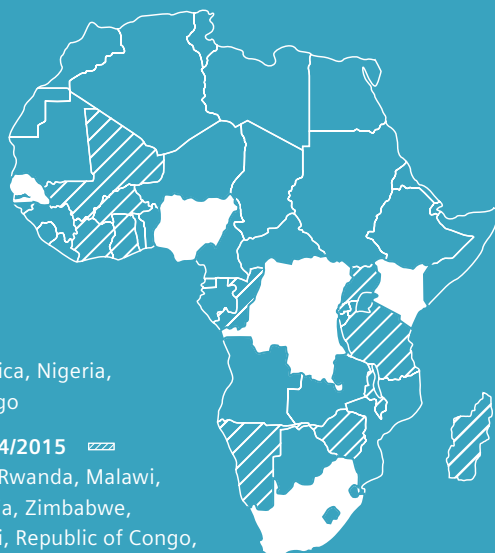 ica, Nigeria,
go
4/2015
Rwanda, Malawi,
a, Zimbabwe,
i, Republic of Congo,